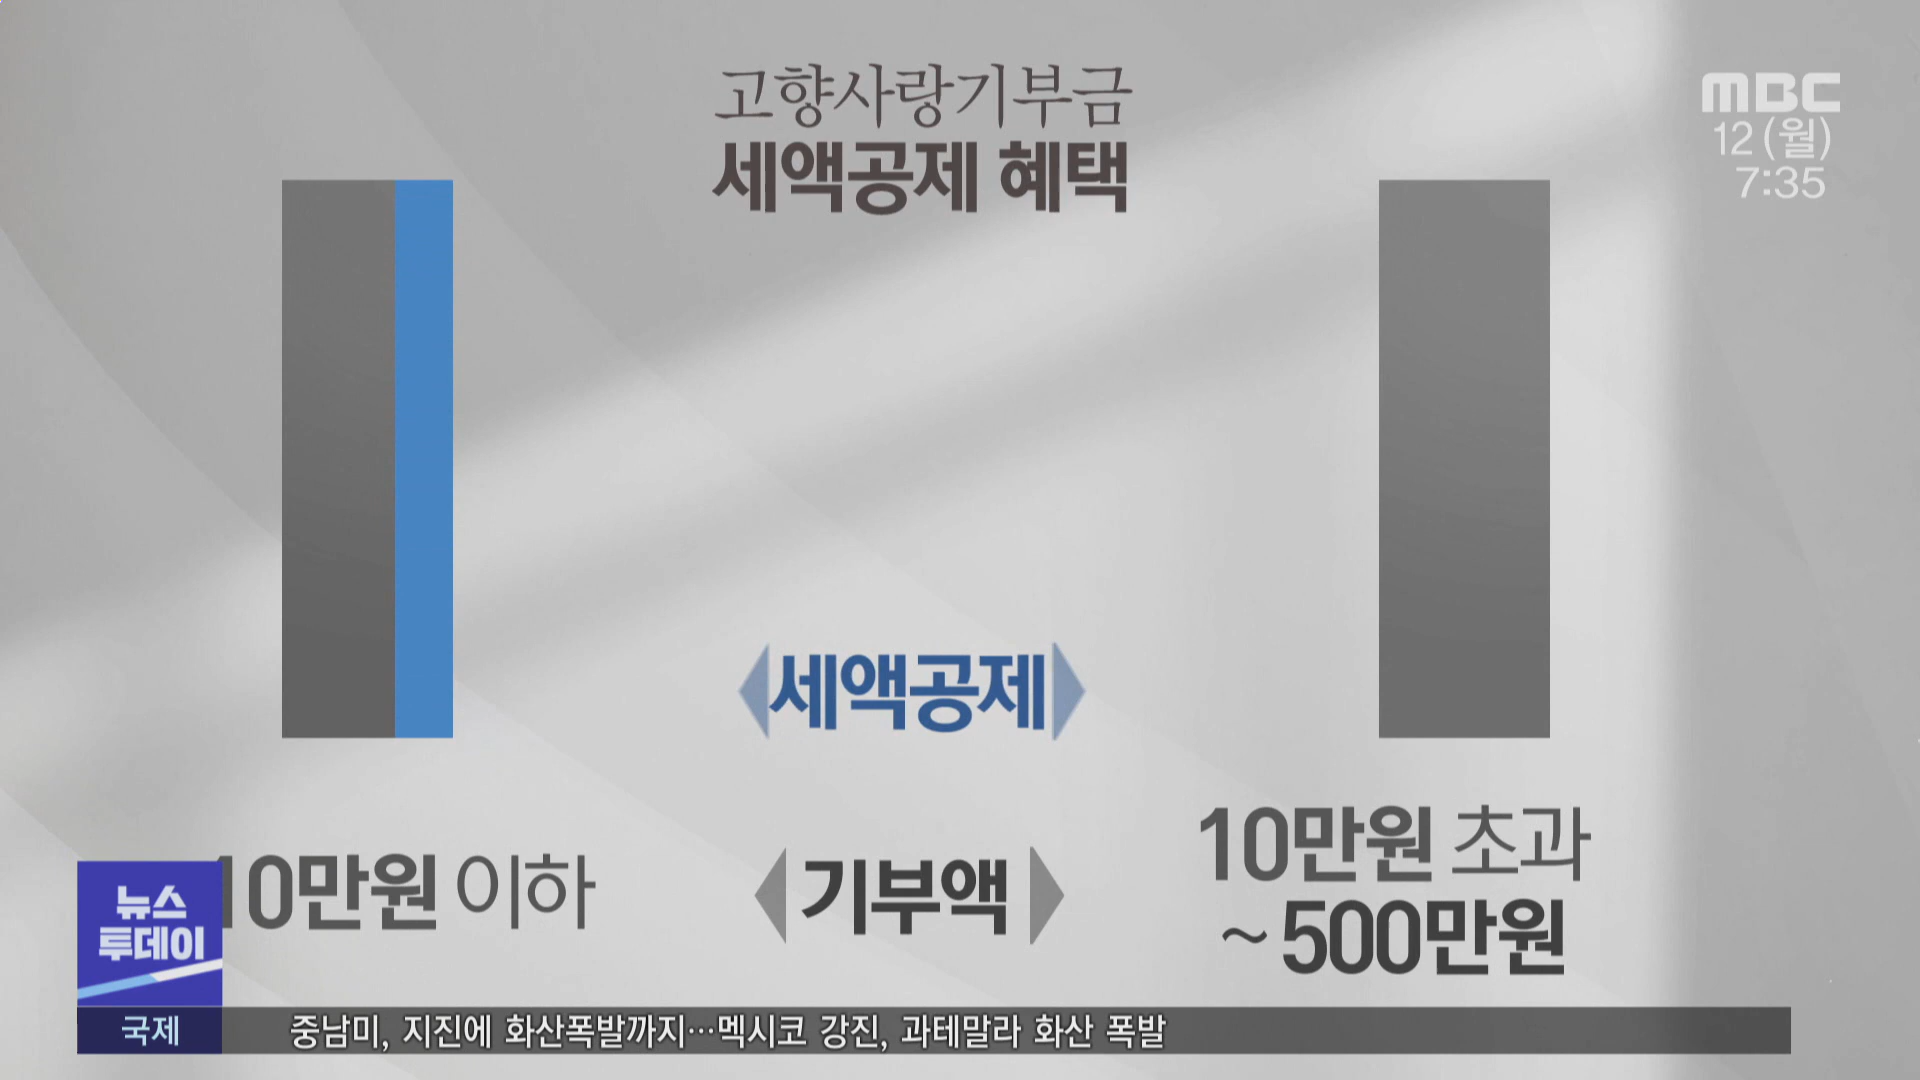 고향사랑기부금
세액공제 혜택
MBC
12(월)
7:35
세액공제
10만원 이하
기부액
10만원 초과
~500만원
뉴스
투데이
국제
중남미, 지진에 화산폭발까지…멕시코 강진, 과테말라 화산 폭발